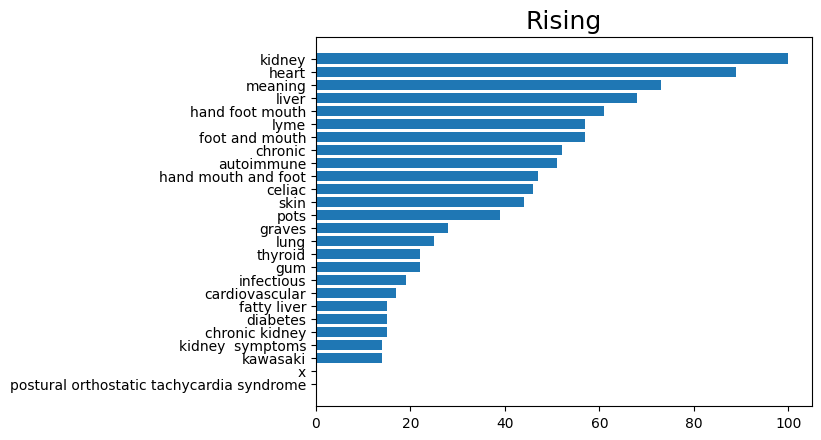 Rising
kidney
heart
meaning
liver
hand foot mouth
lyme
foot and mouth
chronic
autoimmune
hand mouth and foot
celiac
skin
pots
graves
lung
thyroid
gum
infectious
cardiovascular
fatty liver
diabetes
chronic kidney
kidney  symptoms
kawasaki
x
postural orthostatic tachycardia syndrome
0 20 40 60 80 100